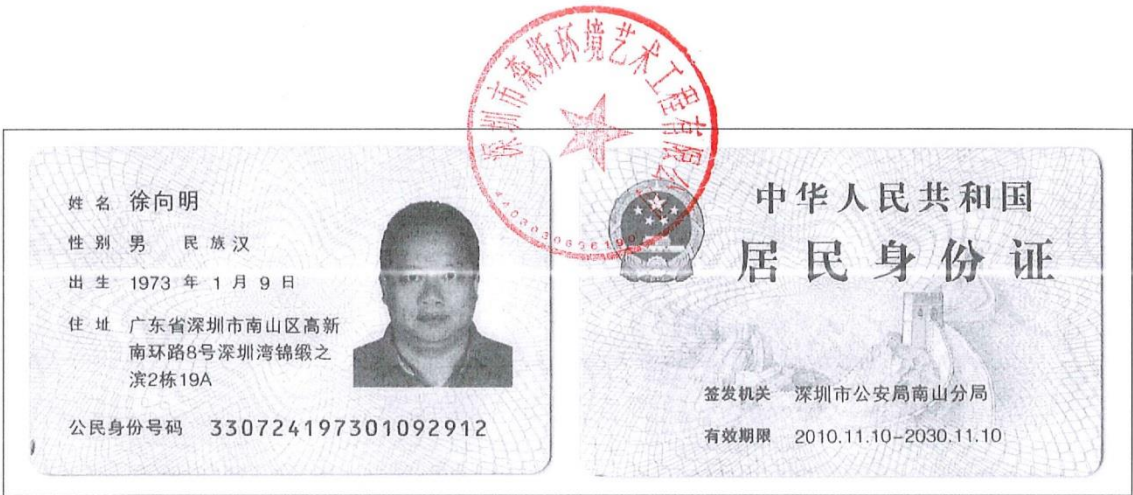 深圳市森斯环境艺术工程有限公司
姓名 徐向明
性别 男 民族 汉
出生 1973 年 1 月 9 日
住址 广东省深圳市南山区高新
南环路8号深圳湾锦缎之
滨2栋19A
公民身份号码 330724197301092912
中华人民共和国
居民身份证
签发机关 深圳市公安局南山分局
有效期限 2010.11.10-2030.11.10